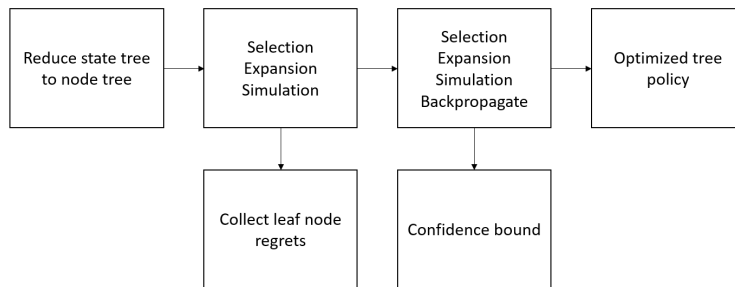 Reduce state tree
to node tree
Selection
Expansion
Simulation
Selection
Expansion
Simulation
Backpropagate
Optimized tree
policy
Collect leaf node
regrets
Confidence bound